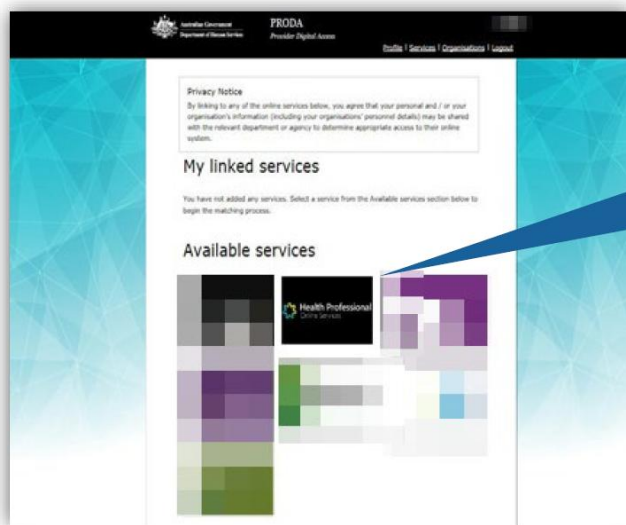 Australian Government
Department of Human Services
PRODA
Provider Digital Access
Profile | Services | Organisations | Logout
Privacy Notice
By linking to any of the online services below, you agree that your personal and / or your
organisation's information (including your organisations' personnel details) may be shared
with the relevant department or agency to determine appropriate access to their online
system.
My linked services
You have not added any services. Select a service from the Available services section below to
begin the matching process.
Available services
Health Professional
Online Services